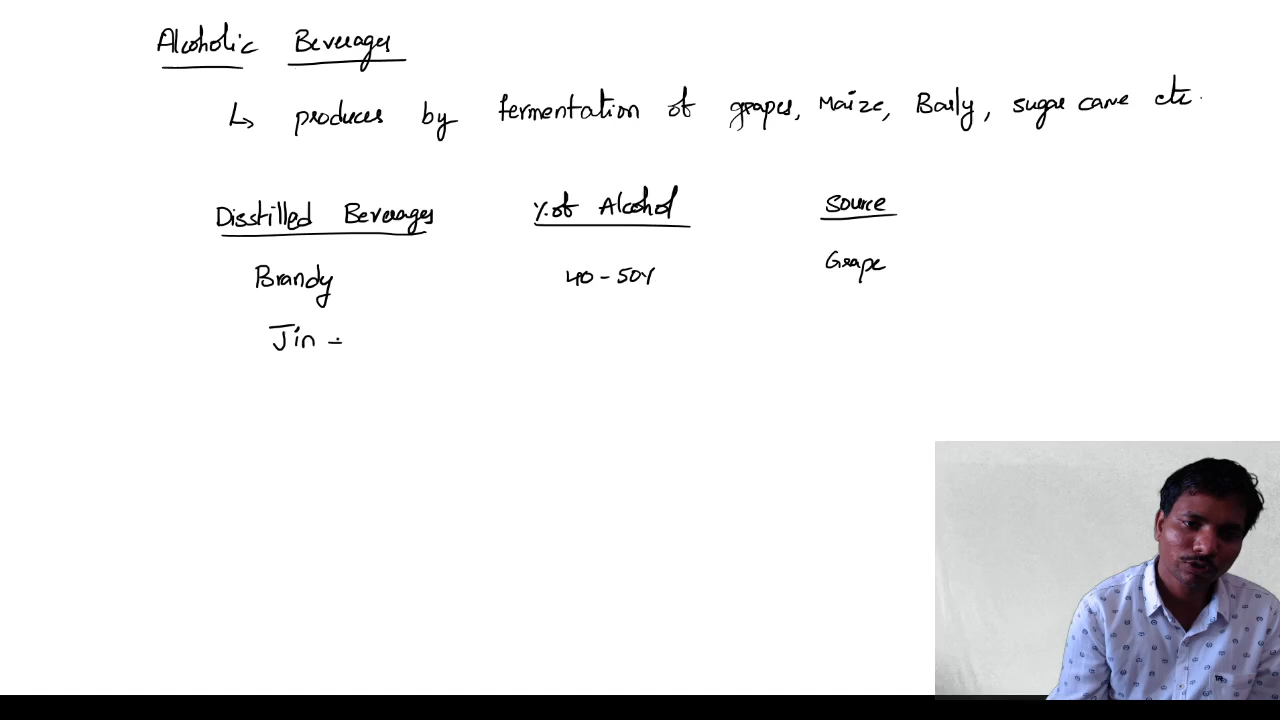 Alcoholic Beverages
↳ produces by fermentation of grapes, Maize, Barly, sugar cane etc.
Disstilled Beverages % of Alcohol Source
Brandy 40-50% Grape
Jin -